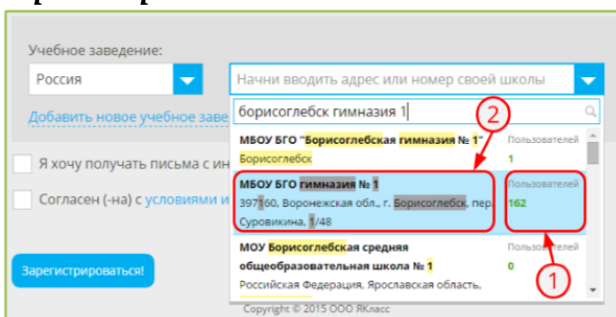 Учебное заведение:
Россия
Начни вводить адрес или номер своей школы
Добавить новое учебное заве
борисоглебск гимназия 1
2
МБОУ БГО "Борисоглебская гимназия № 1"
Борисоглебск
Пользователей
1
Я хочу получать письма с ин
МБОУ БГО гимназия № 1
397160, Воронежская обл., г. Борисоглебск, пер.
Суровикина, 1/48
Пользователей
162
Согласен (-на) с условиями и
МОУ Борисоглебская средняя
общеобразовательная школа № 1
Российская Федерация, Ярославская область,
Пользователей
0
1
Зарегистрироваться!
Copyright © 2015 ООО ЯКласс